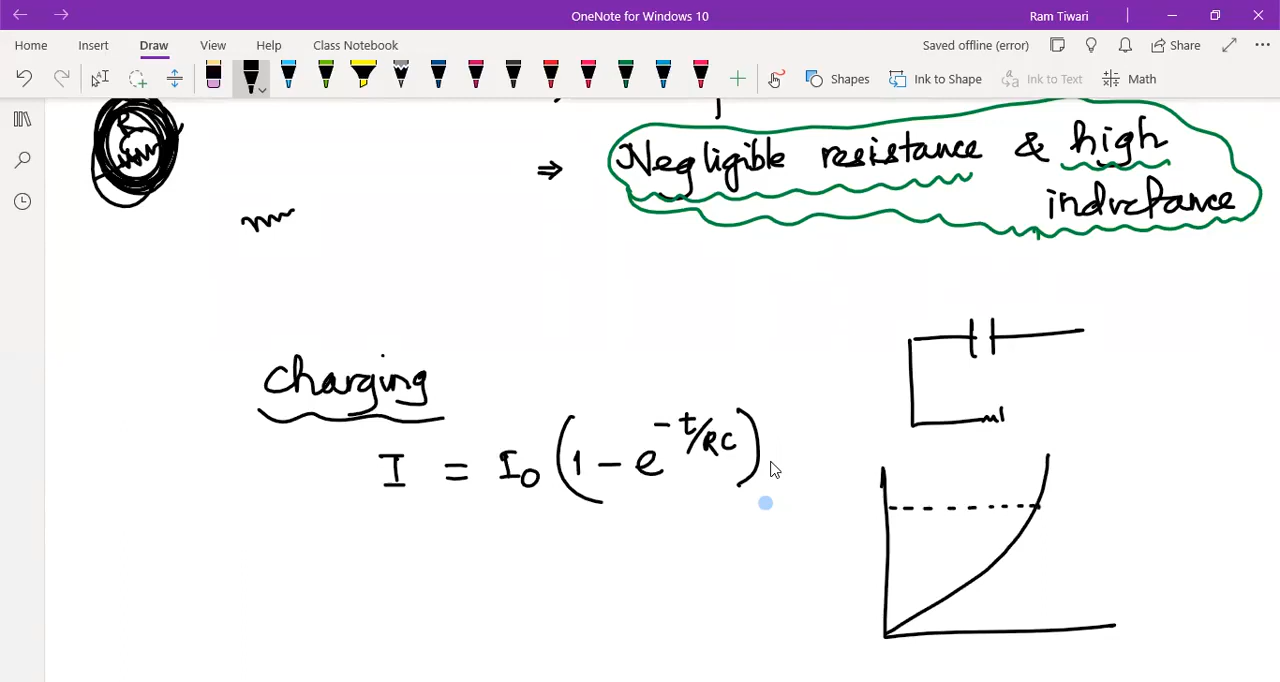 OneNote for Windows 10
Ram Tiwari
Home Insert Draw View Help Class Notebook
Saved offline (error)
Share
Shapes
Ink to Shape
Ink to Text
Math
⇒ Negligible resistance & high
inductance
Charging
I = I₀ (1 - e^{-t/RC})